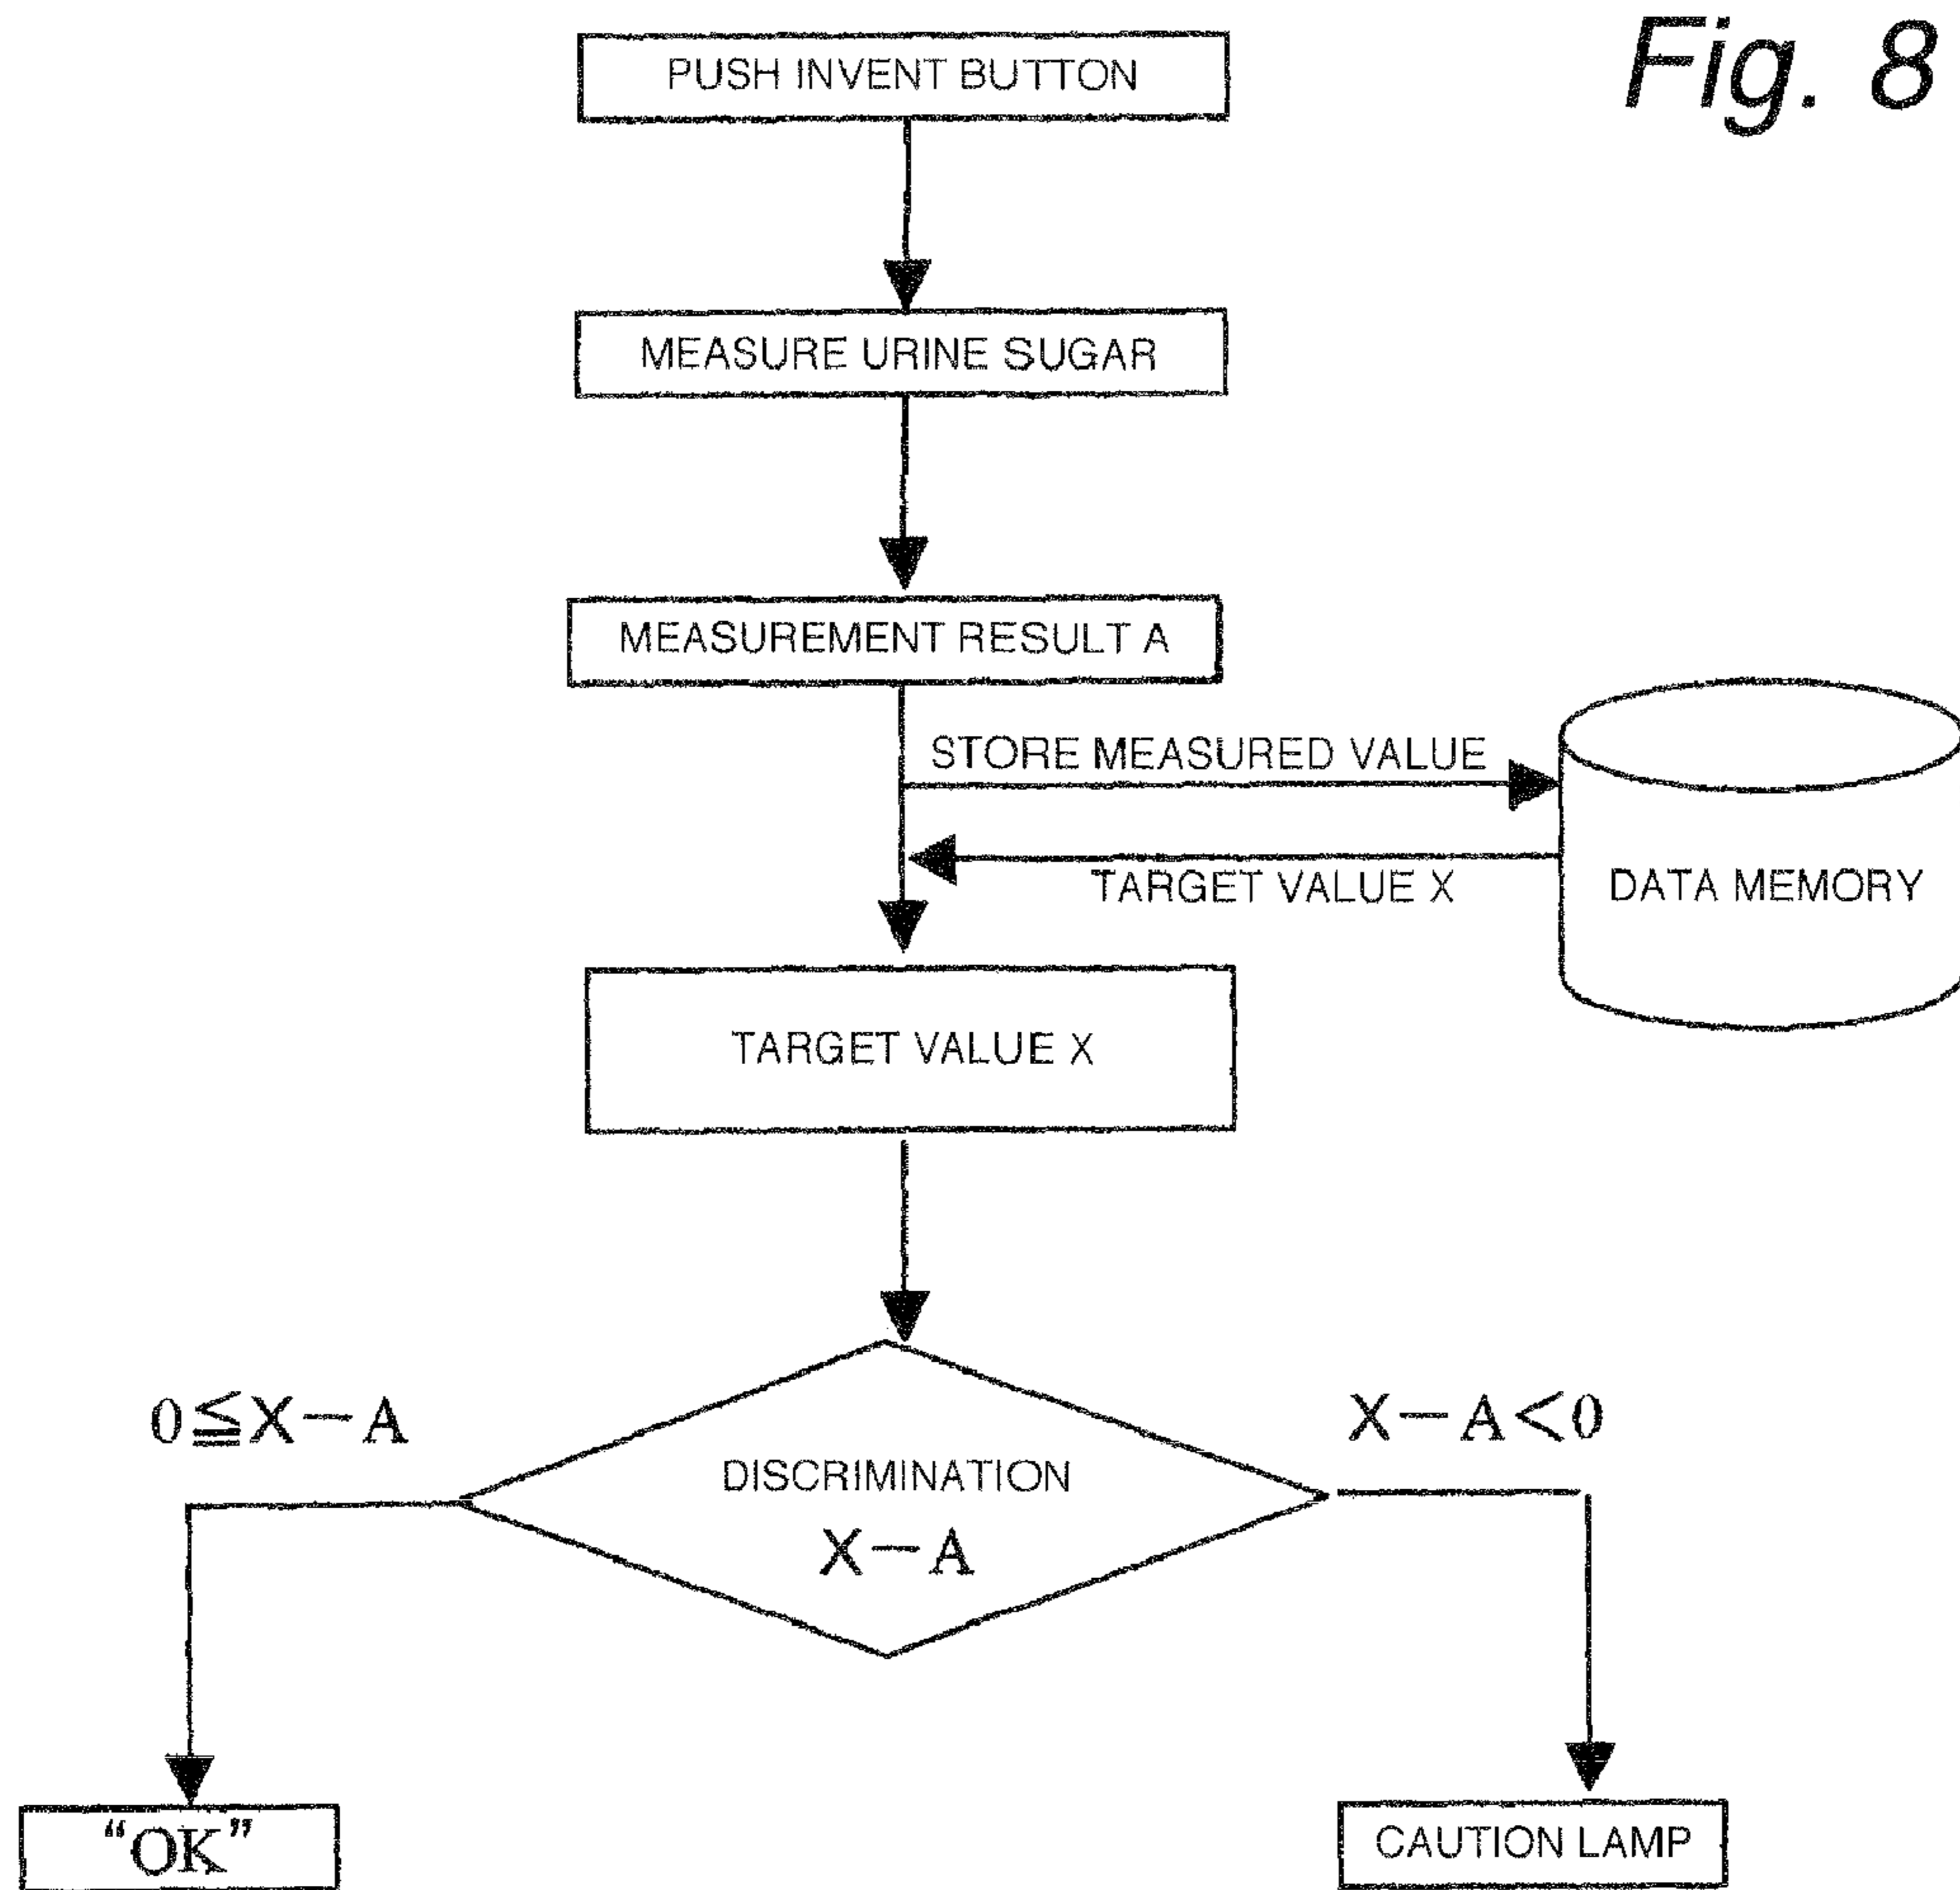 Fig. 8
PUSH INVENT BUTTON
MEASURE URINE SUGAR
MEASUREMENT RESULT A
STORE MEASURED VALUE
TARGET VALUE X
DATA MEMORY
TARGET VALUE X
0≦X－A
X－A＜0
DISCRIMINATION
X－A
“OK”
CAUTION LAMP